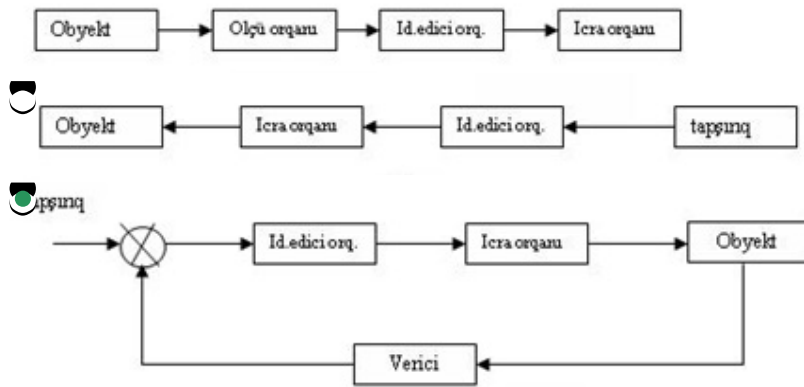 Obyekt Olçü orqanı Id.edici orq. Icra orqanı
Obyekt Icra orqanı Id.edici orq. tapşırıq
apşırıq
Id.edici orq. Icra orqanı Obyekt
Verici